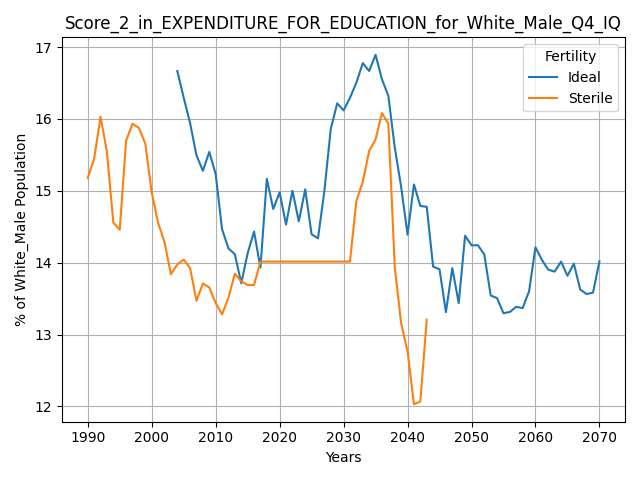 Score_2_in_EXPENDITURE_FOR_EDUCATION_for_White_Male_Q4_IQ
Fertility
Ideal
Sterile
% of White_Male Population
17
16
15
14
13
12
1990 2000 2010 2020 2030 2040 2050 2060 2070
Years